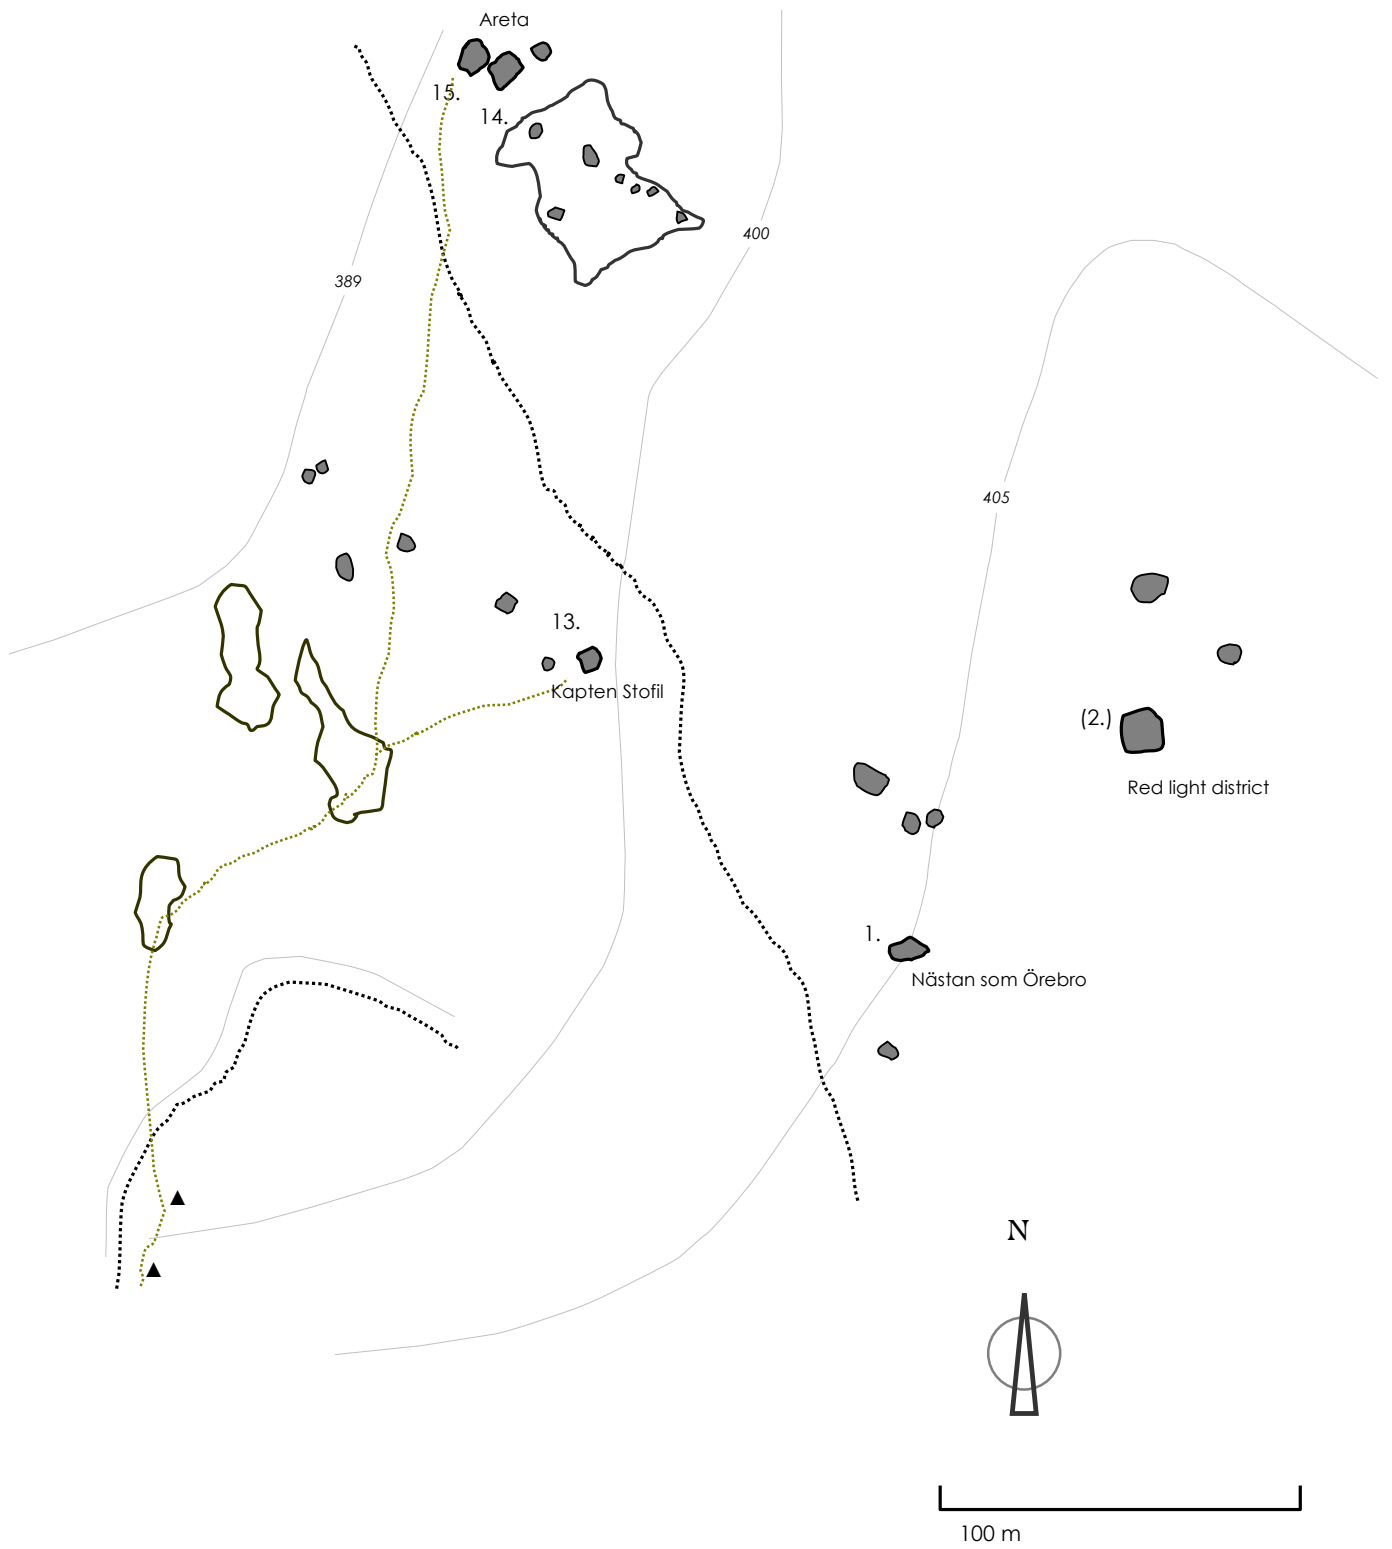 Areta
15.
14.
400
389
405
13.
Kapten Stofil
(2.)
Red light district
1.
Nästan som Örebro
N
100 m